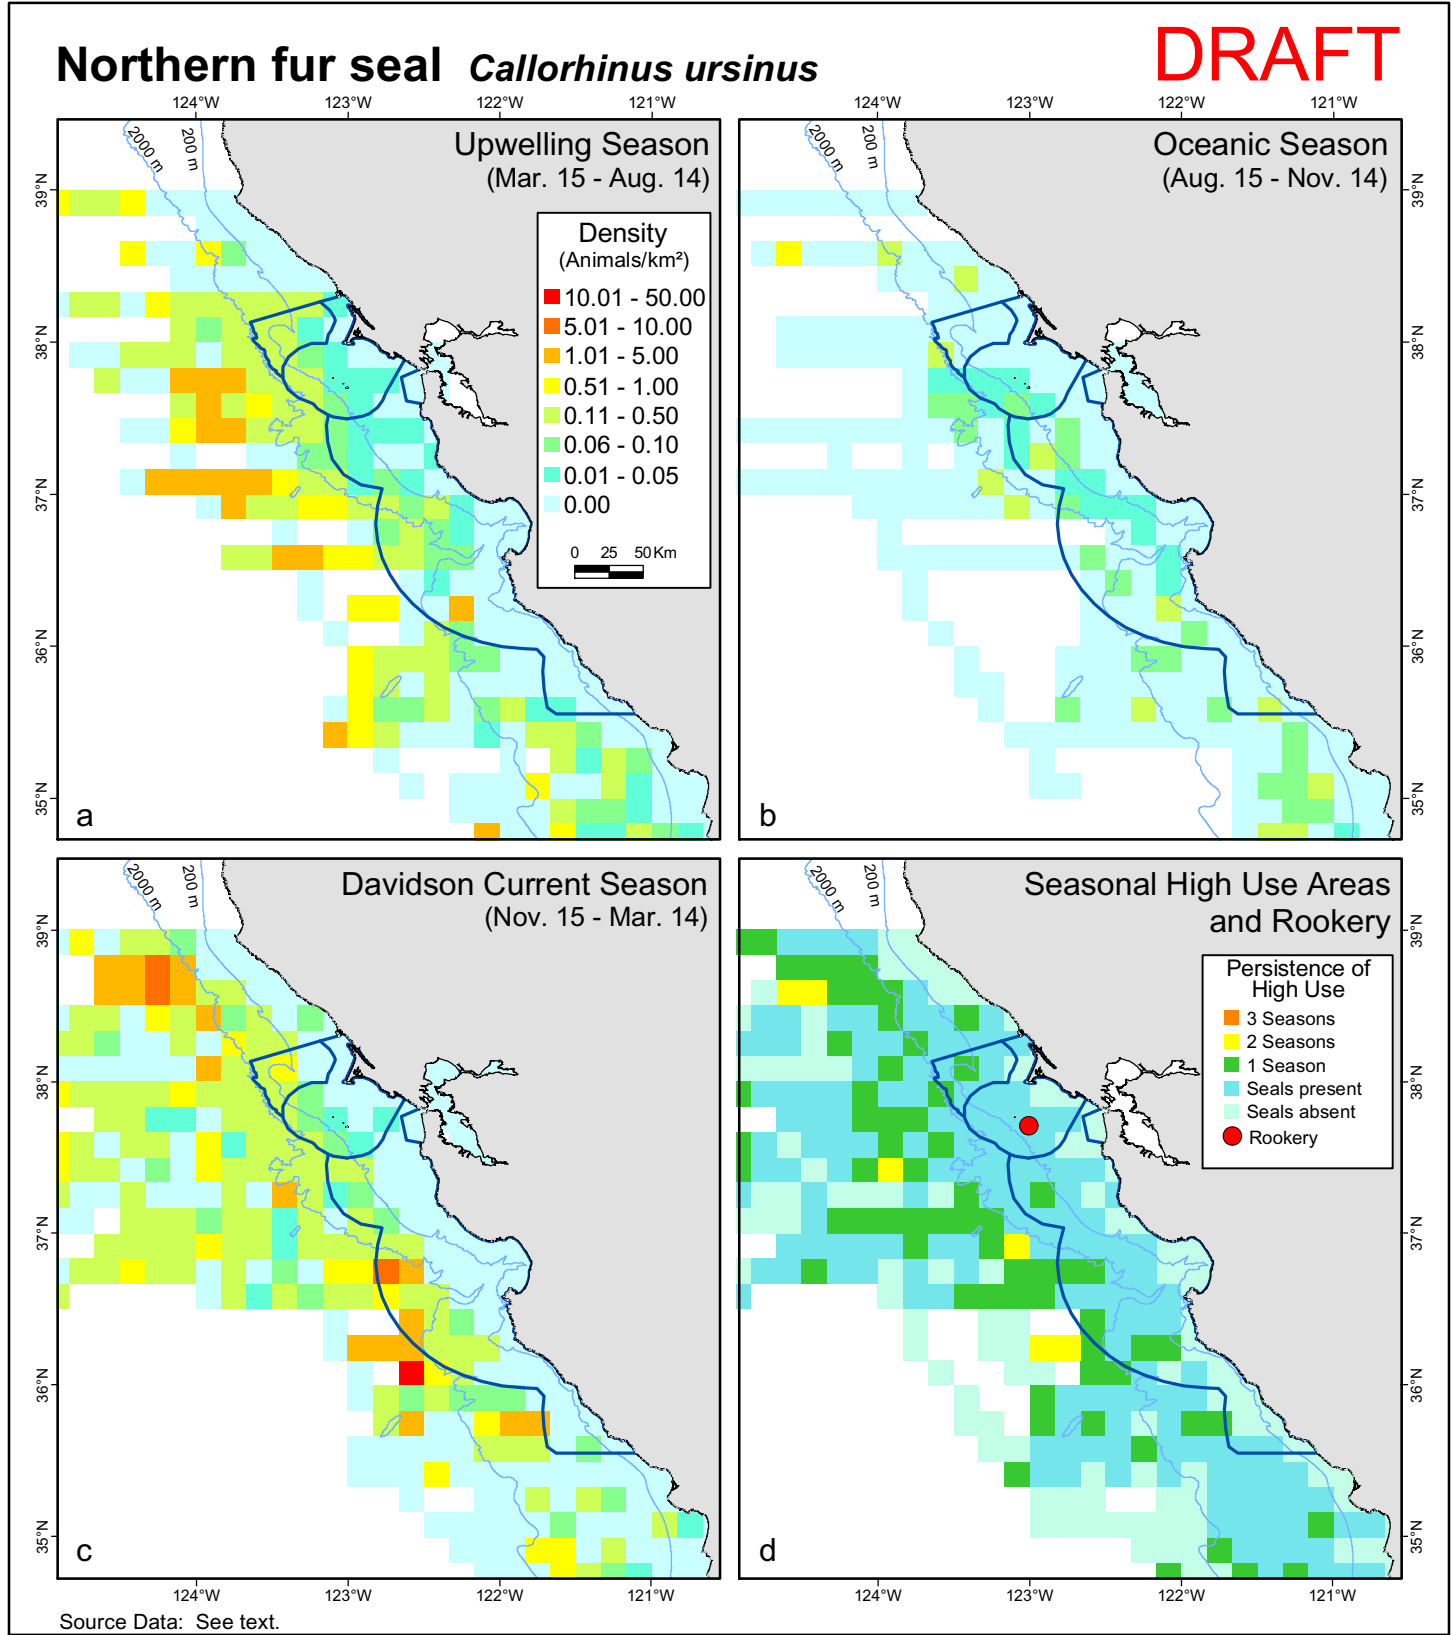 Northern fur seal Callorhinus ursinus
DRAFT
124°W 123°W 122°W 121°W
124°W 123°W 122°W 121°W
2000 m
200 m
Upwelling Season
(Mar. 15 - Aug. 14)
39°N
38°N
37°N
36°N
35°N
Density
(Animals/km²)
10.01 - 50.00
5.01 - 10.00
1.01 - 5.00
0.51 - 1.00
0.11 - 0.50
0.06 - 0.10
0.01 - 0.05
0.00
0 25 50 Km
a
2000 m
200 m
Oceanic Season
(Aug. 15 - Nov. 14)
39°N
38°N
37°N
36°N
35°N
b
2000 m
200 m
Davidson Current Season
(Nov. 15 - Mar. 14)
39°N
38°N
37°N
36°N
35°N
c
2000 m
200 m
Seasonal High Use Areas
and Rookery
Persistence of
High Use
3 Seasons
2 Seasons
1 Season
Seals present
Seals absent
Rookery
39°N
38°N
37°N
36°N
35°N
d
124°W 123°W 122°W 121°W
124°W 123°W 122°W 121°W
Source Data: See text.